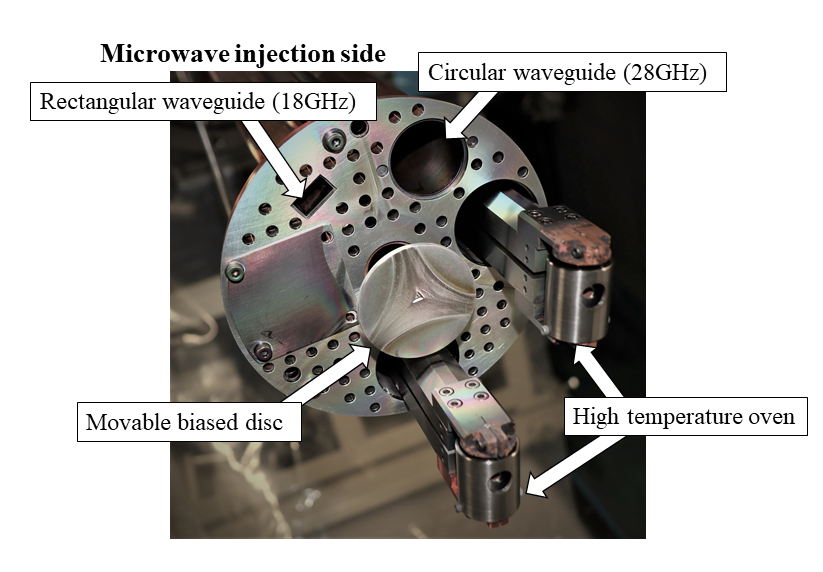 Microwave injection side
Circular waveguide (28GHz)
Rectangular waveguide (18GHz)
Movable biased disc
High temperature oven